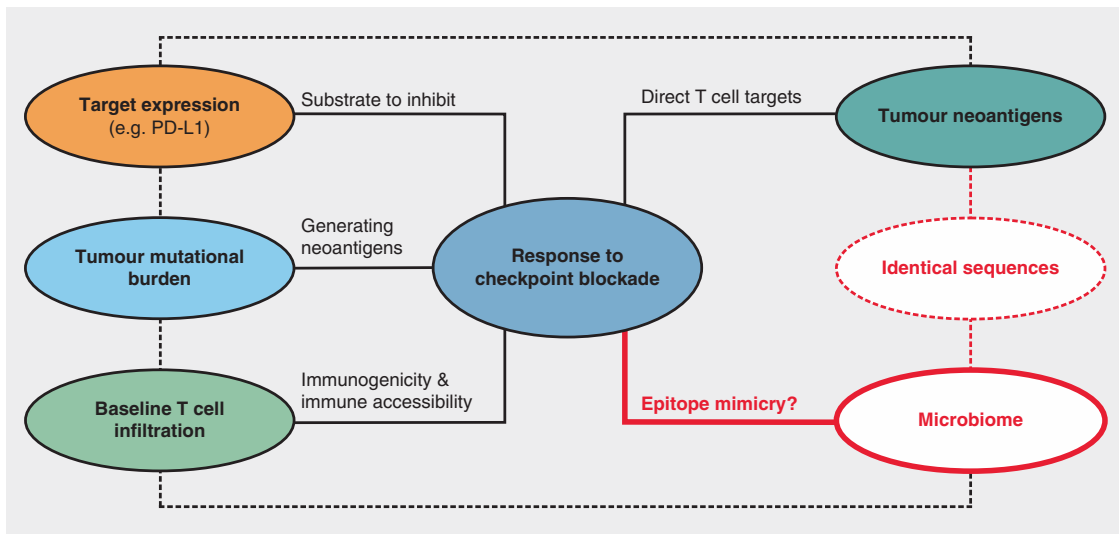 Target expression
(e.g. PD-L1)
Substrate to inhibit
Direct T cell targets
Tumour neoantigens
Tumour mutational
burden
Generating
neoantigens
Response to
checkpoint blockade
Identical sequences
Baseline T cell
infiltration
Immunogenicity &
immune accessibility
Epitope mimicry?
Microbiome